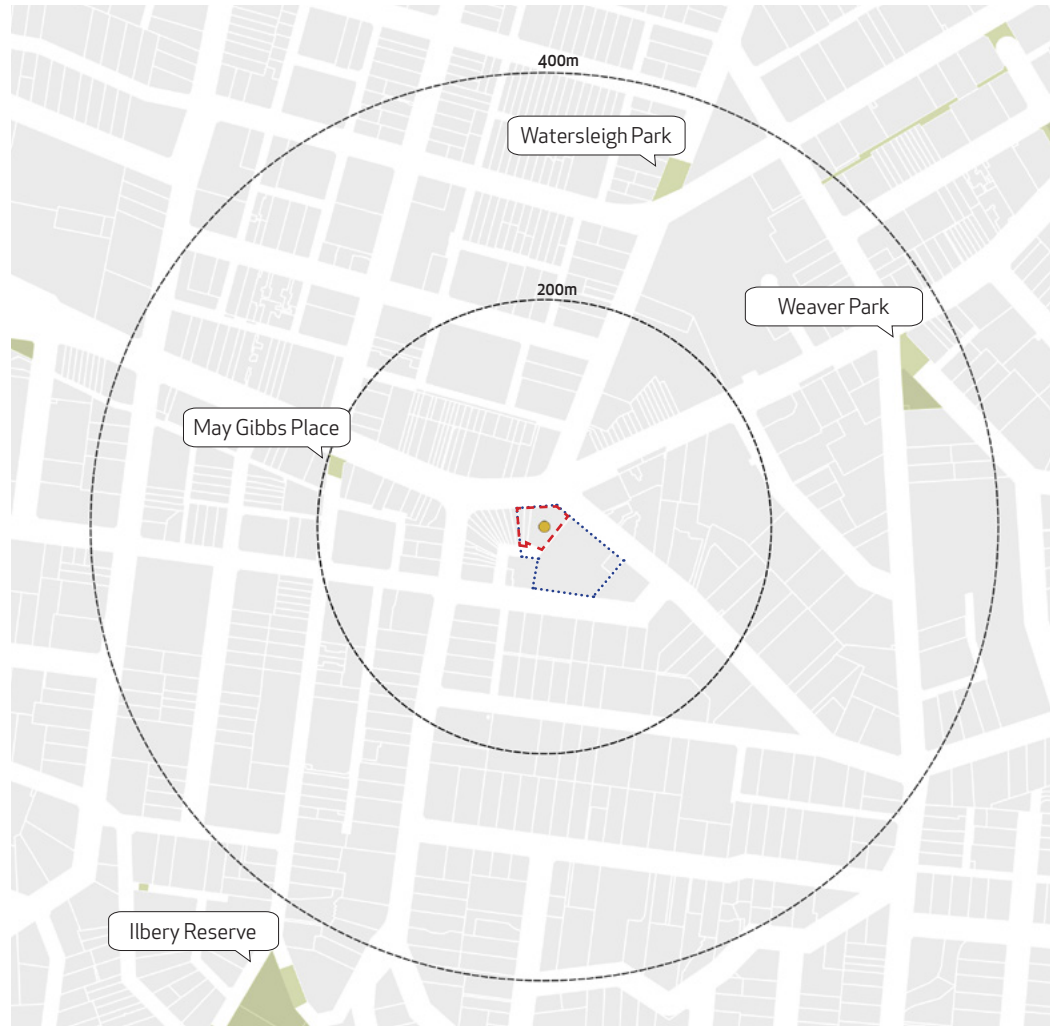 400m
Watersleigh Park
200m
Weaver Park
May Gibbs Place
Ilbery Reserve